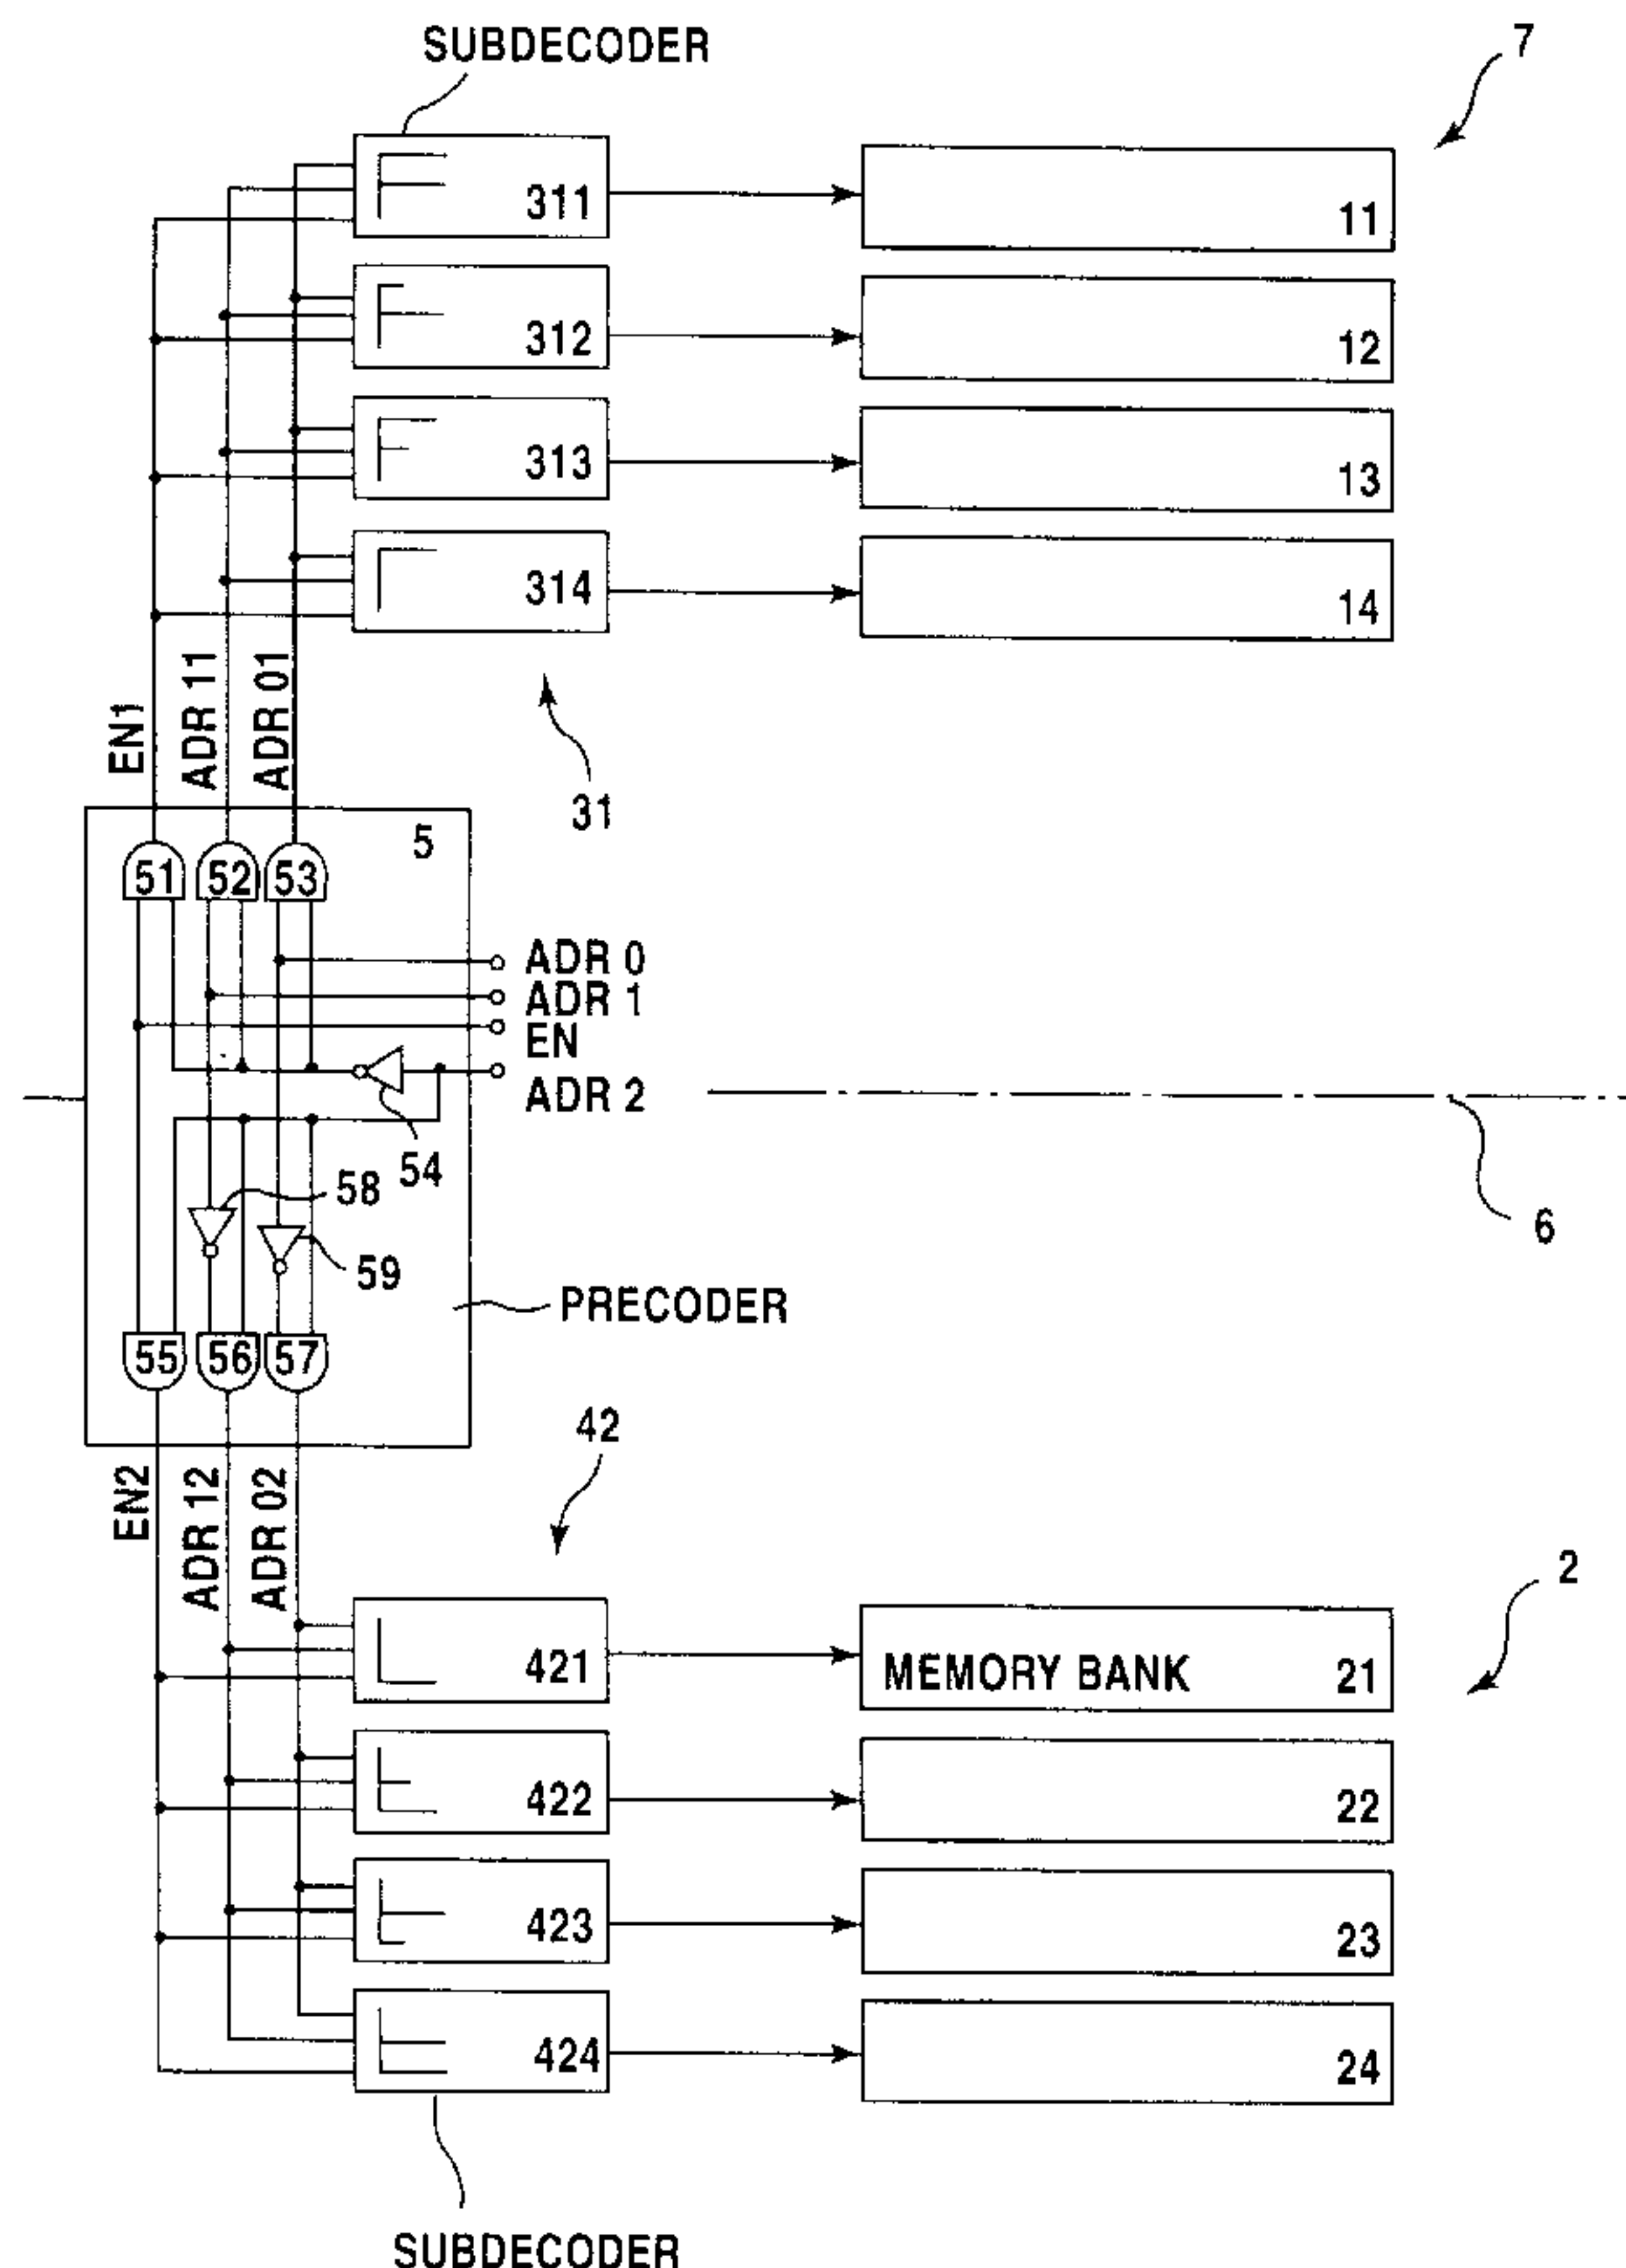 SUBDECODER
7
311
11
312
12
313
13
314
14
EN1
ADR 11
ADR 01
31
5
51
52
53
ADR 0
ADR 1
EN
ADR 2
54
58
59
6
PRECODER
55
56
57
42
EN2
ADR 12
ADR 02
2
421
MEMORY BANK
21
422
22
423
23
424
24
SUBDECODER